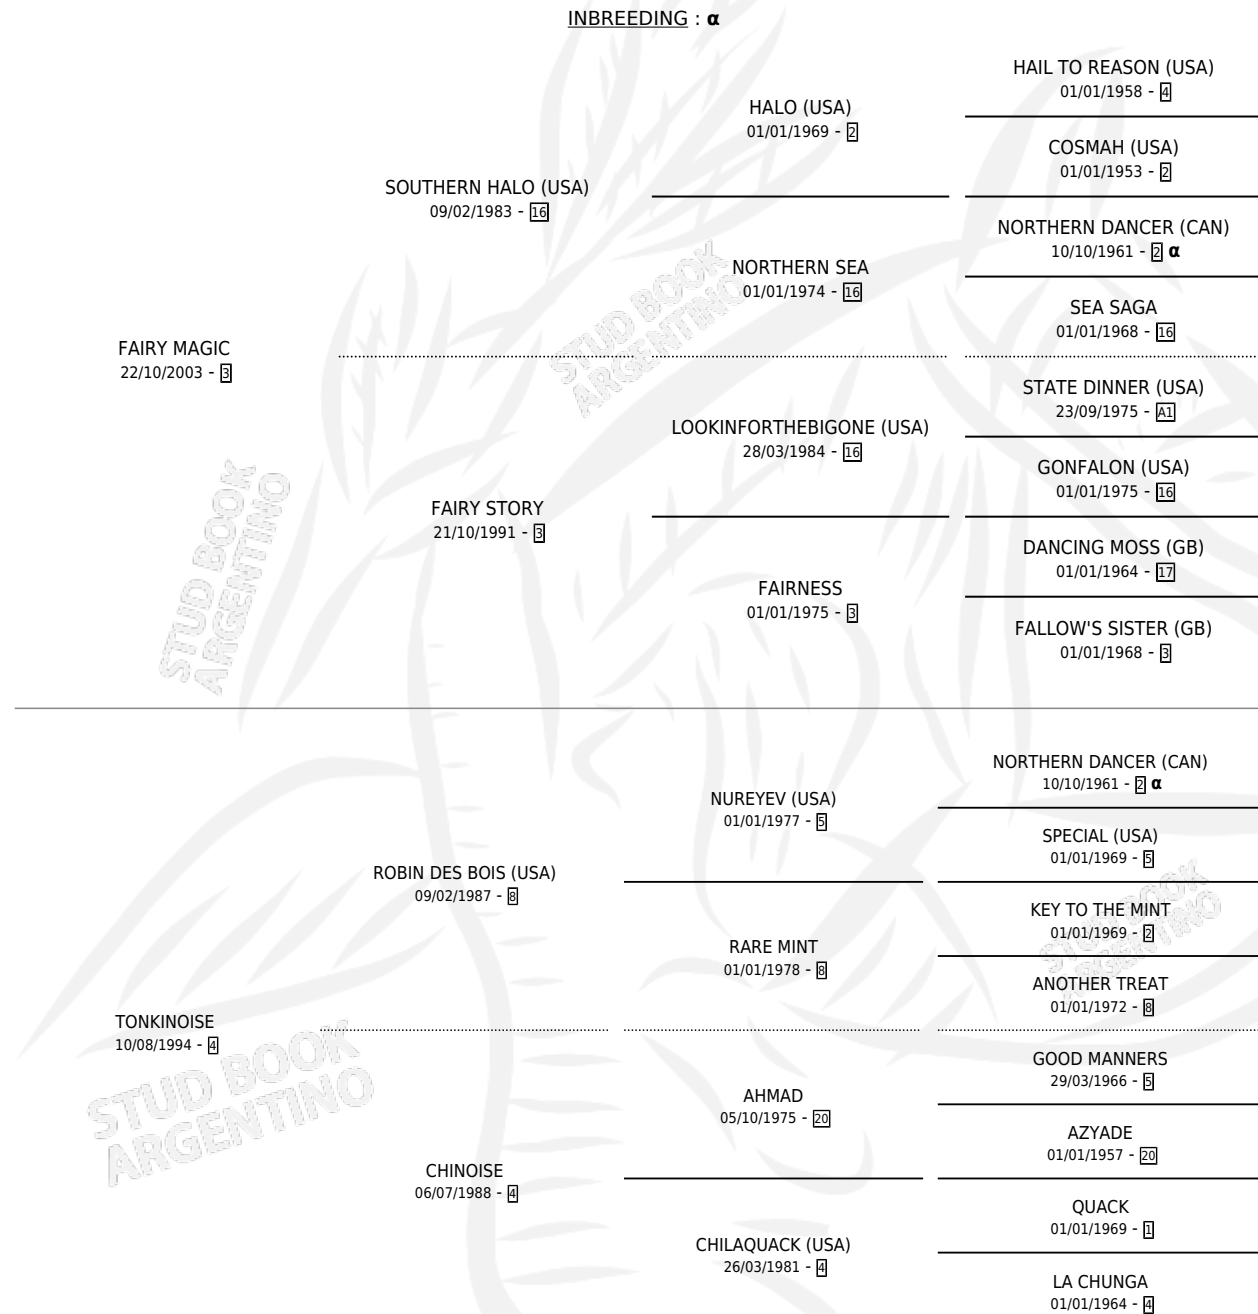 INBREEDING : α
HAIL TO REASON (USA)
01/01/1958 - 4
HALO (USA)
01/01/1969 - 2
COSMAH (USA)
01/01/1953 - 2
SOUTHERN HALO (USA)
09/02/1983 - 16
NORTHERN DANCER (CAN)
10/10/1961 - 2 α
NORTHERN SEA
01/01/1974 - 16
SEA SAGA
01/01/1968 - 16
FAIRY MAGIC
22/10/2003 - 3
STATE DINNER (USA)
23/09/1975 - A1
LOOKINFORTHEBIGONE (USA)
28/03/1984 - 16
GONFALON (USA)
01/01/1975 - 16
FAIRY STORY
21/10/1991 - 3
DANCING MOSS (GB)
01/01/1964 - 17
FAIRNESS
01/01/1975 - 3
FALLOW'S SISTER (GB)
01/01/1968 - 3
NORTHERN DANCER (CAN)
10/10/1961 - 2 α
NUREYEV (USA)
01/01/1977 - 5
SPECIAL (USA)
01/01/1969 - 5
ROBIN DES BOIS (USA)
09/02/1987 - 8
KEY TO THE MINT
01/01/1969 - 2
RARE MINT
01/01/1978 - 8
ANOTHER TREAT
01/01/1972 - 8
TONKINOISE
10/08/1994 - 4
GOOD MANNERS
29/03/1966 - 5
AHMAD
05/10/1975 - 20
AZYADE
01/01/1957 - 20
CHINOISE
06/07/1988 - 4
QUACK
01/01/1969 - 1
CHILAQUACK (USA)
26/03/1981 - 4
LA CHUNGA
01/01/1964 - 4
STUD BOOK
ARGENTINO
STUD BOOK
ARGENTINO
STUD BOOK
ARGENTINO
STUD BOOK
ARGENTINO